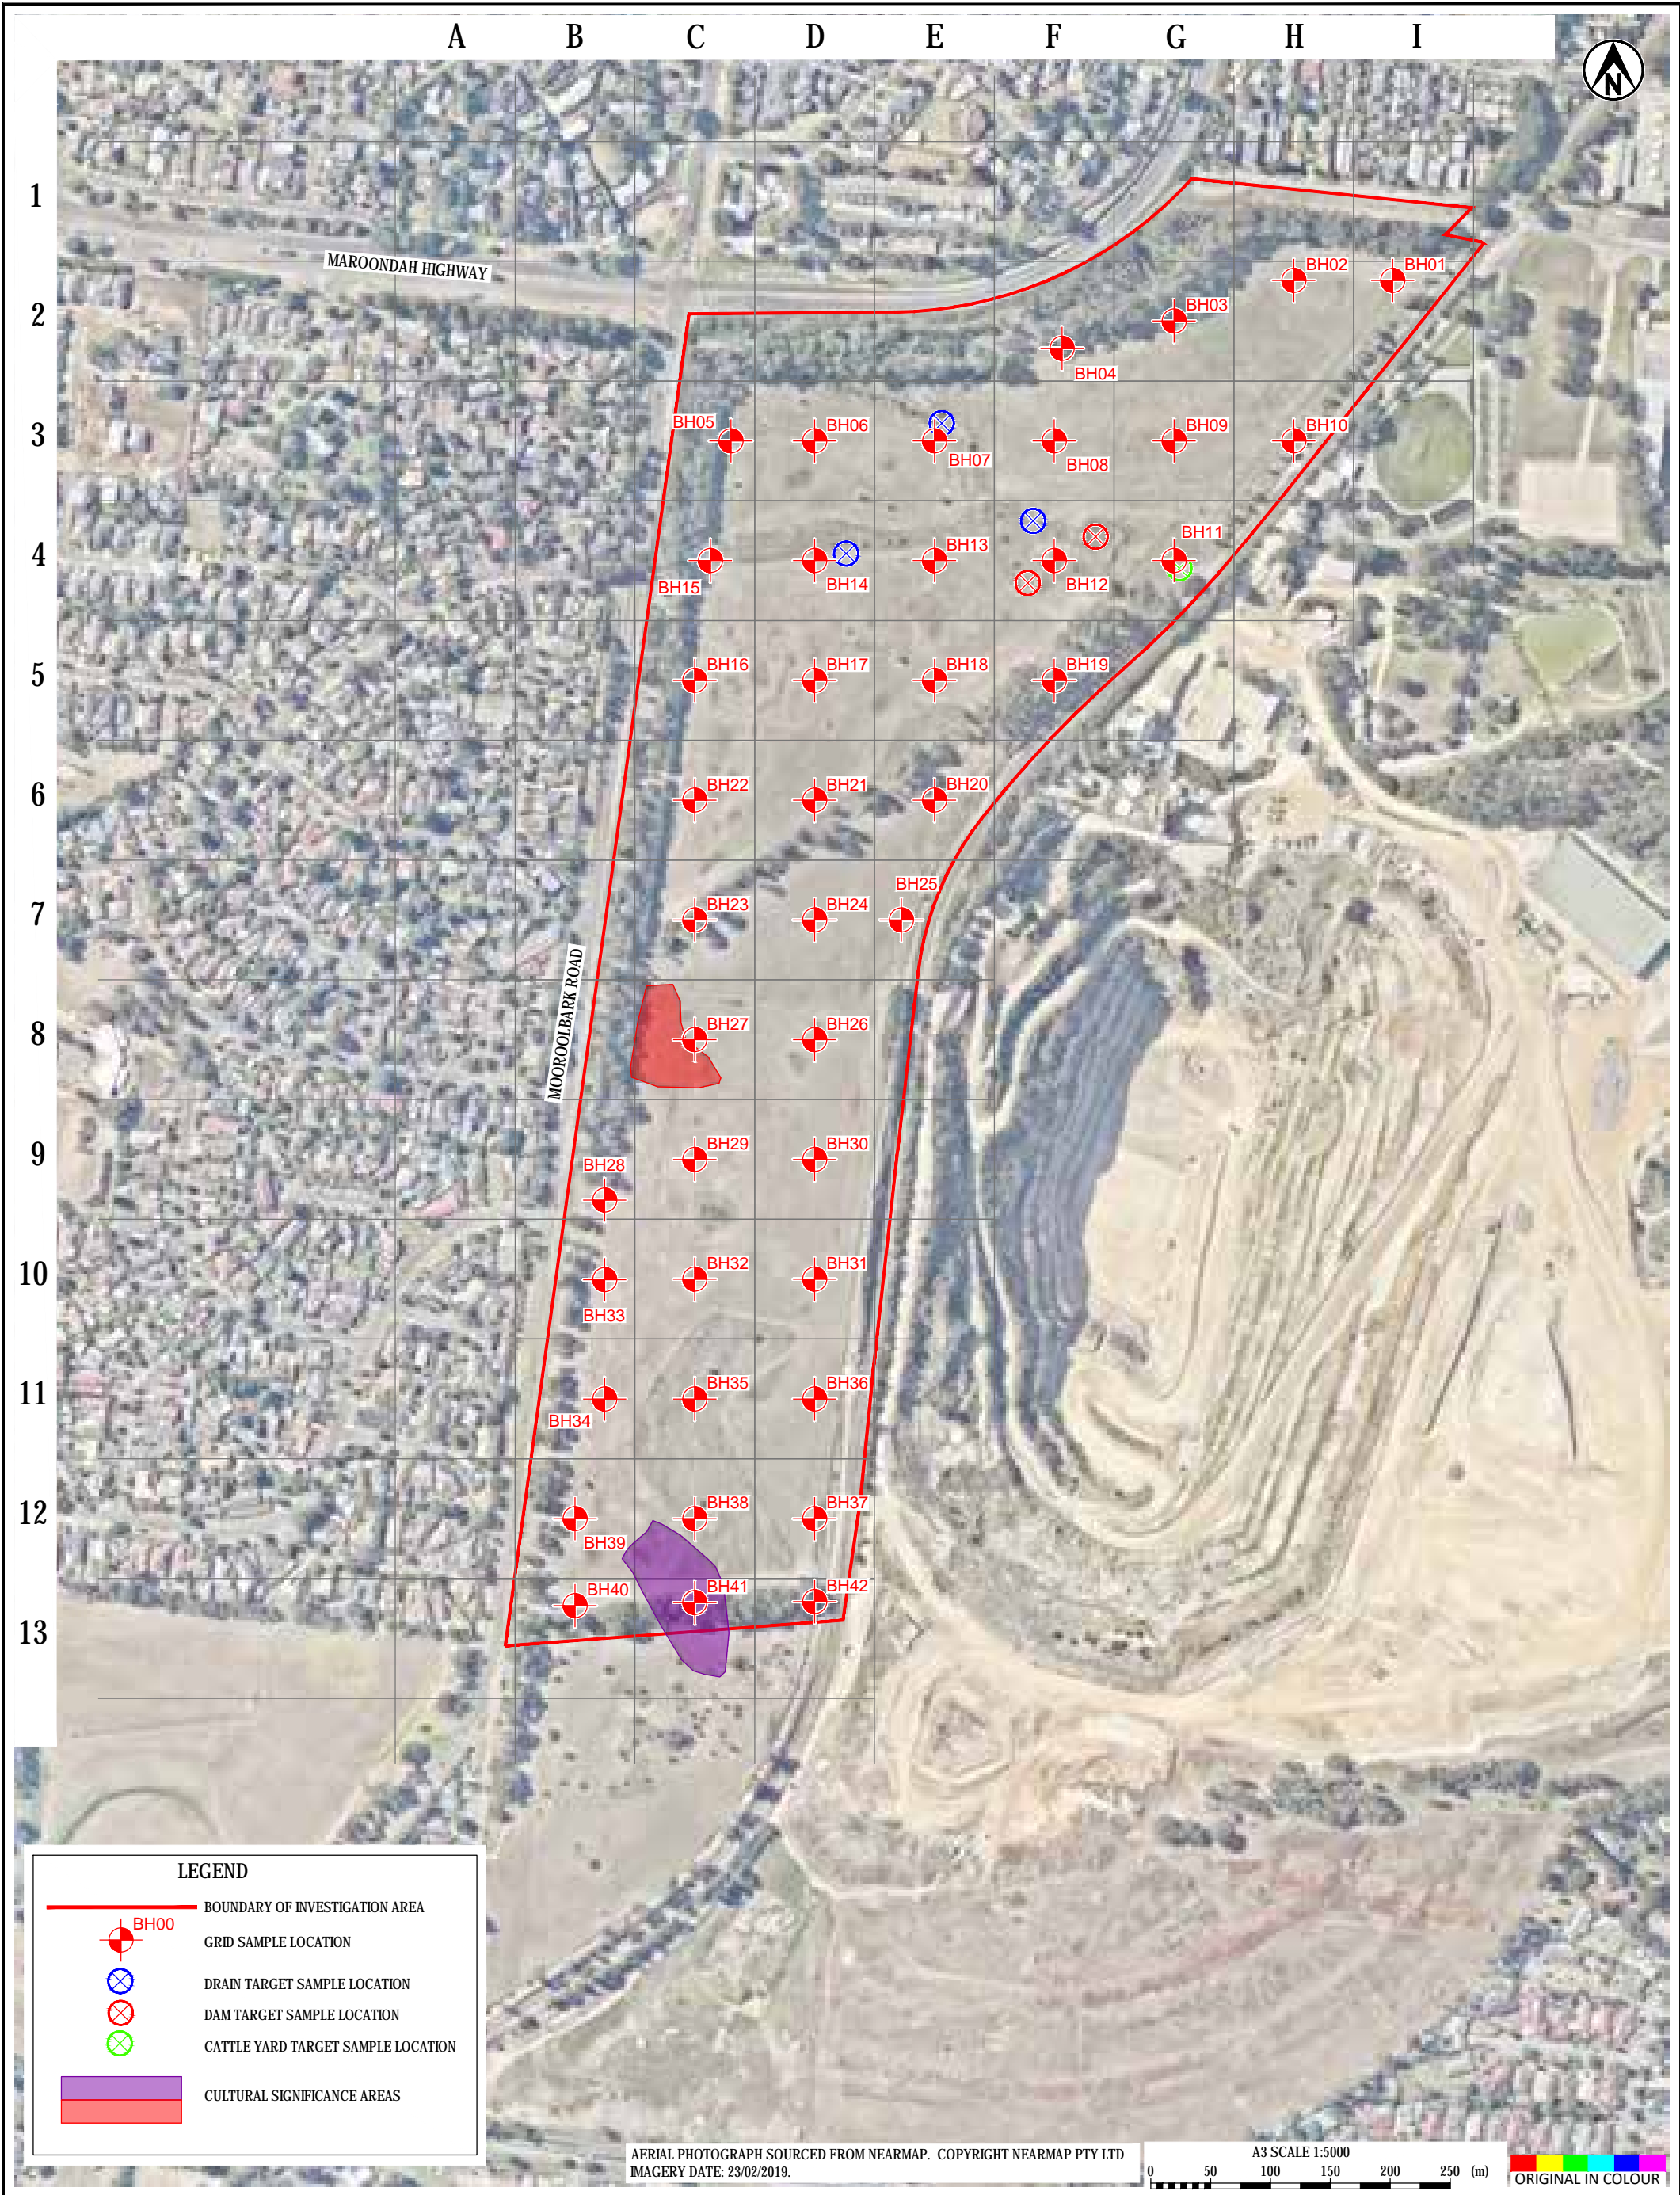 A B C D E F G H I
N
1
MAROONDAH HIGHWAY
BH02
BH01
2
BH03
BH04
3
BH05
BH06
BH07
BH08
BH09
BH10
4
BH15
BH14
BH13
BH12
BH11
5
BH16
BH17
BH18
BH19
6
BH22
BH21
BH20
7
BH23
BH24
BH25
MOOROOLBARK ROAD
8
BH27
BH26
9
BH28
BH29
BH30
10
BH33
BH32
BH31
11
BH34
BH35
BH36
12
BH39
BH38
BH37
13
BH40
BH41
BH42
LEGEND
BOUNDARY OF INVESTIGATION AREA
BH00
GRID SAMPLE LOCATION
DRAIN TARGET SAMPLE LOCATION
DAM TARGET SAMPLE LOCATION
CATTLE YARD TARGET SAMPLE LOCATION
CULTURAL SIGNIFICANCE AREAS
AERIAL PHOTOGRAPH SOURCED FROM NEARMAP. COPYRIGHT NEARMAP PTY LTD
IMAGERY DATE: 23/02/2019.
A3 SCALE 1:5000
0 50 100 150 200 250 (m)
ORIGINAL IN COLOUR